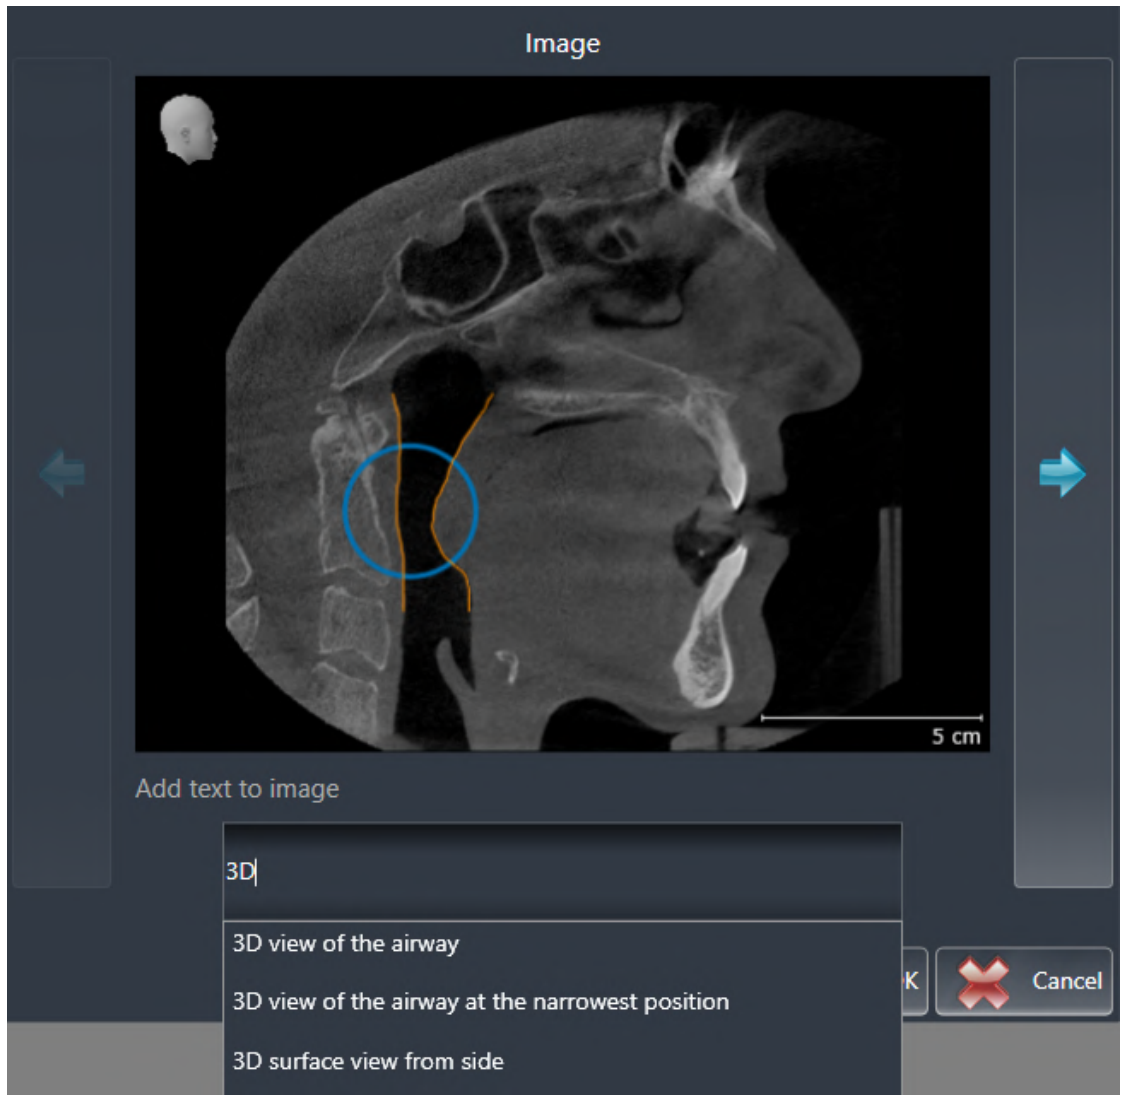 Image
5 cm
Add text to image
3D
3D view of the airway
3D view of the airway at the narrowest position
3D surface view from side
K
Cancel